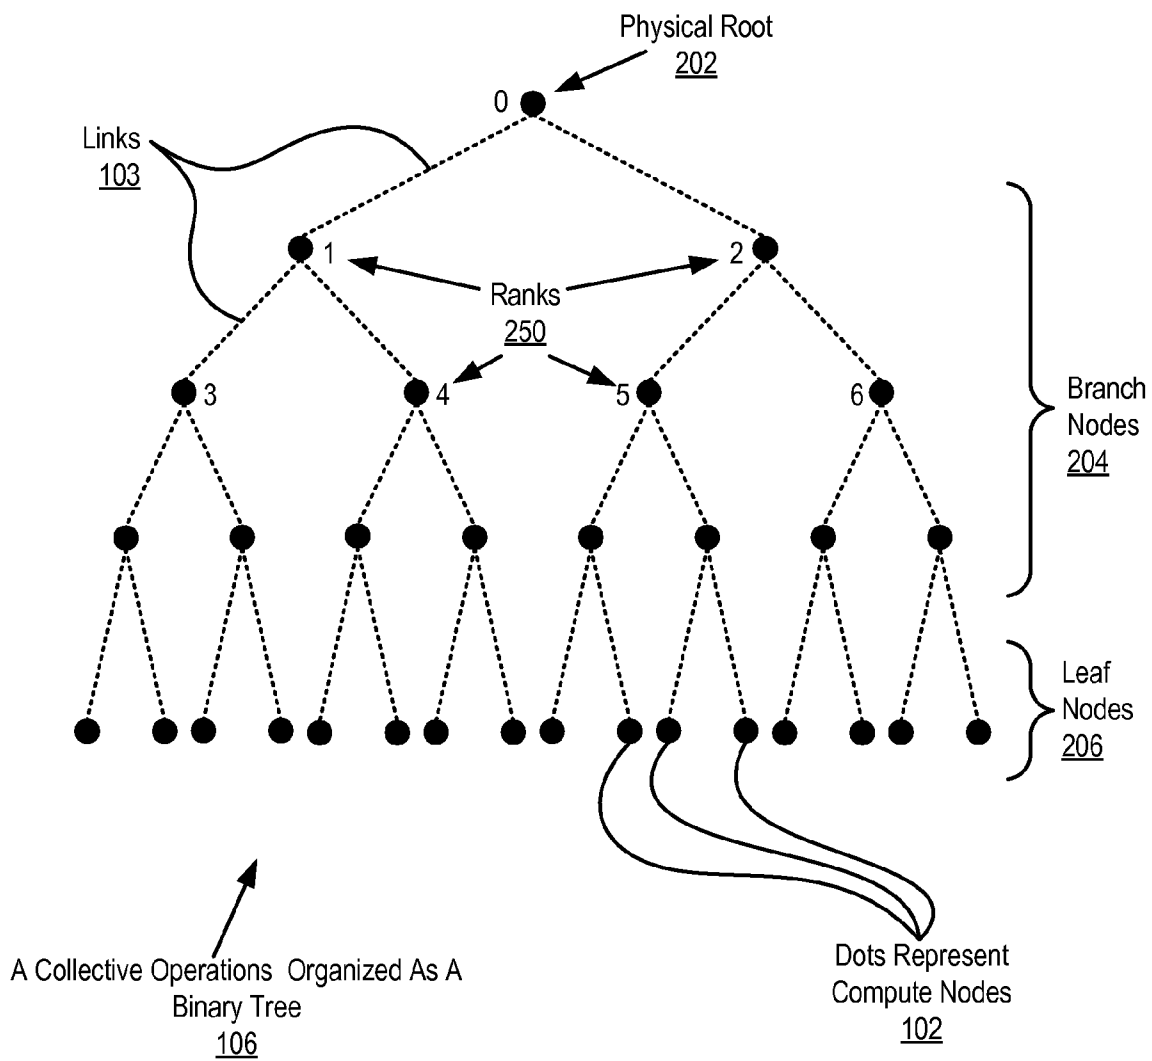 Physical Root
202
0
Links
103
1
2
Ranks
250
3
4
5
6
Branch
Nodes
204
Leaf
Nodes
206
A Collective Operations Organized As A
Binary Tree
106
Dots Represent
Compute Nodes
102